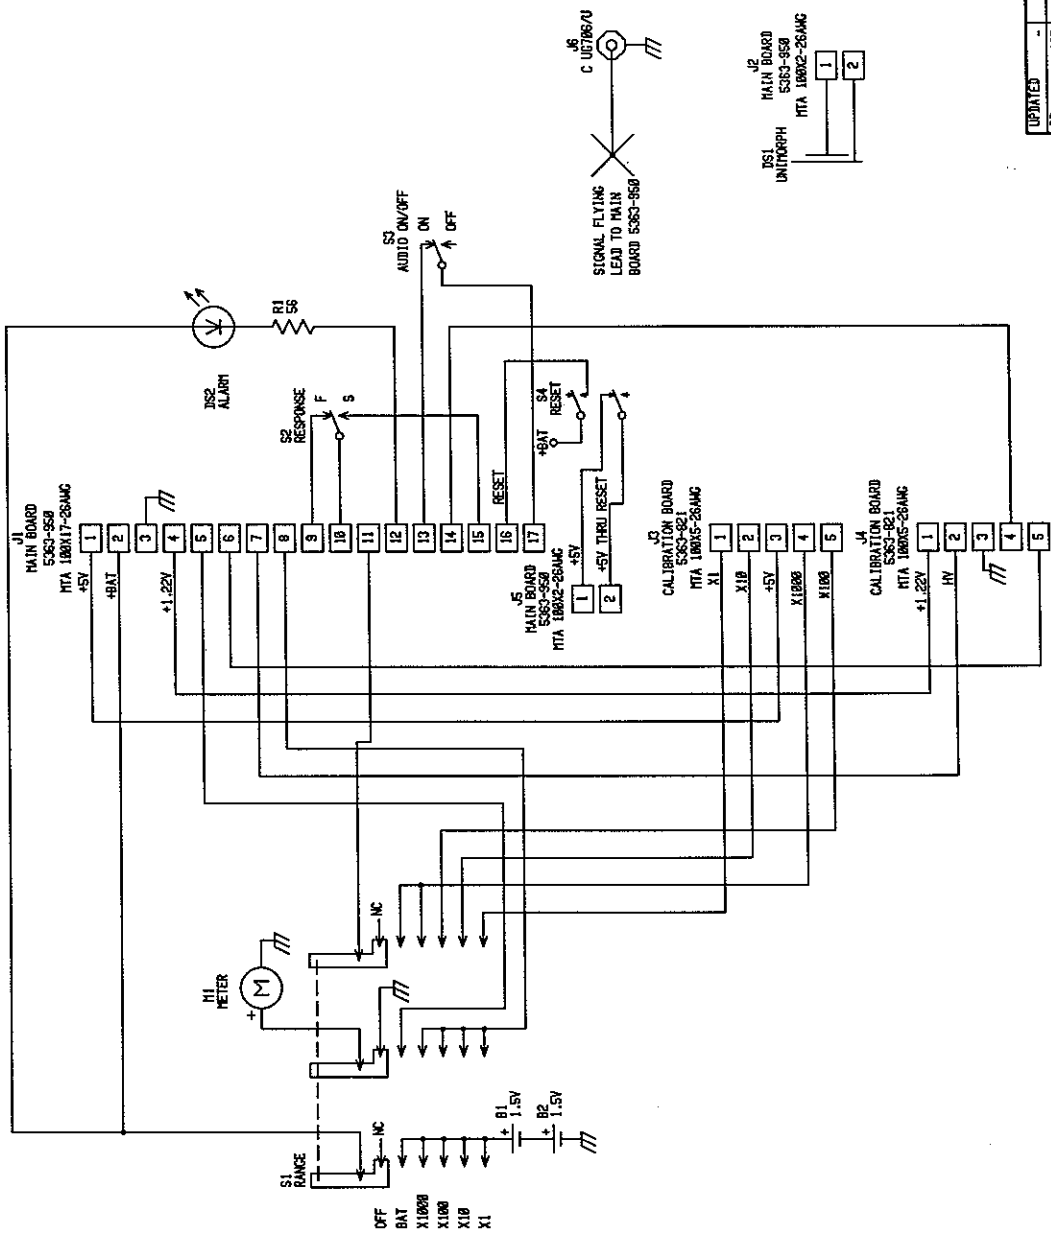 UPDATED -
J6
C UG706/U
SIGNAL FLYING
LEAD TO MAIN
BOARD 5363-950
J2
MAIN BOARD
5363-950
MTA 100X2-26AWG
1
2
DS1
UNIMORPH
S3
AUDIO ON/OFF
ON
OFF
R1
56
DS2
ALARM
S2
RESPONSE
F
S
S4
RESET
+BAT
RESET
J1
MAIN BOARD
5363-950
MTA 100X17-26AWG
+5V
+BAT
+1.22V
1
2
3
4
5
6
7
8
9
10
11
12
13
14
15
16
17
J5
MAIN BOARD
5363-950
MTA 100X2-26AWG
+5V
+5V THRU RESET
1
2
J3
CALIBRATION BOARD
5363-821
MTA 100X5-26AWG
X1
X10
+5V
X1000
X100
1
2
3
4
5
J4
CALIBRATION BOARD
5363-821
MTA 100X5-26AWG
+1.22V
HV
1
2
3
4
5
M1
METER
+
M
NC
NC
S1
RANGE
OFF
BAT
X1000
X100
X10
X1
+ B1
1.5V
+ B2
1.5V